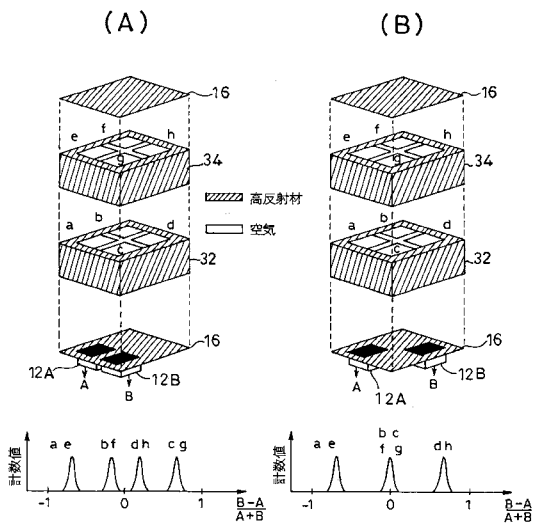 (A)
(B)
16
e f h
g
34
b
a d
c
32
16
12A
A
12B
B
高反射材
空気
16
e f h
g
34
b
a d
c
32
16
A
12A
12B
B
計数値
a e
b f
d h
c g
-1
0
1
B-A
A+B
計数値
a e
b c
f g
d h
-1
0
1
B-A
A+B